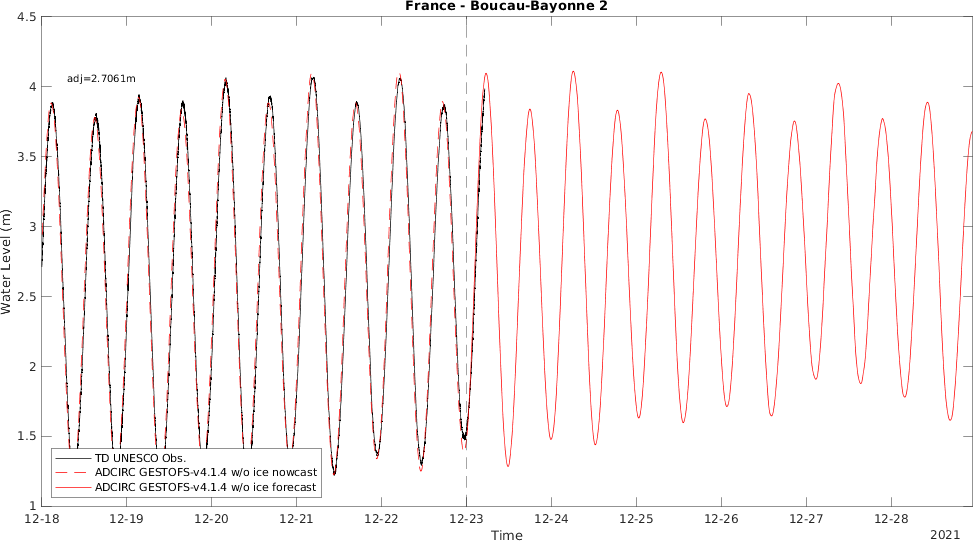 France - Boucau-Bayonne 2
4.5
4
3.5
3
2.5
2
1.5
1
Water Level (m)
adj=2.7061m
TD UNESCO Obs.
ADCIRC GESTOFS-v4.1.4 w/o ice nowcast
ADCIRC GESTOFS-v4.1.4 w/o ice forecast
12-18 12-19 12-20 12-21 12-22 12-23 12-24 12-25 12-26 12-27 12-28
Time
2021